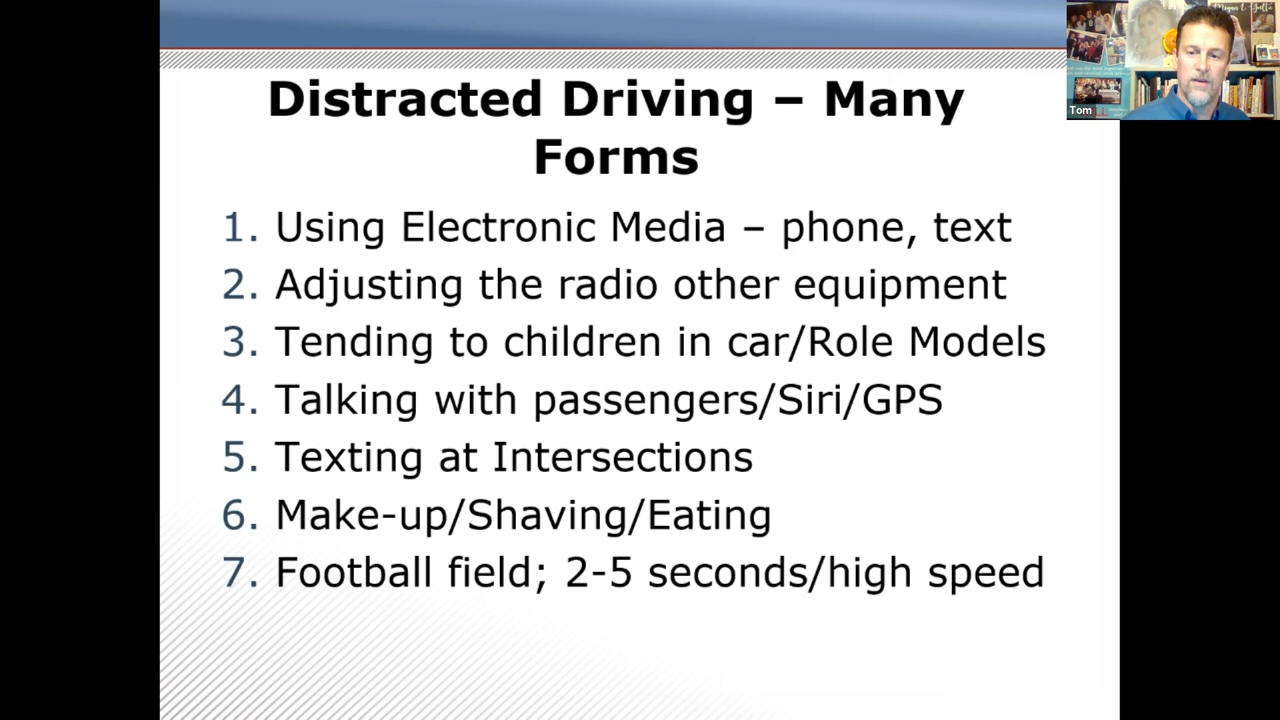 Distracted Driving – Many
Forms
1. Using Electronic Media – phone, text
2. Adjusting the radio other equipment
3. Tending to children in car/Role Models
4. Talking with passengers/Siri/GPS
5. Texting at Intersections
6. Make-up/Shaving/Eating
7. Football field; 2-5 seconds/high speed
Tom